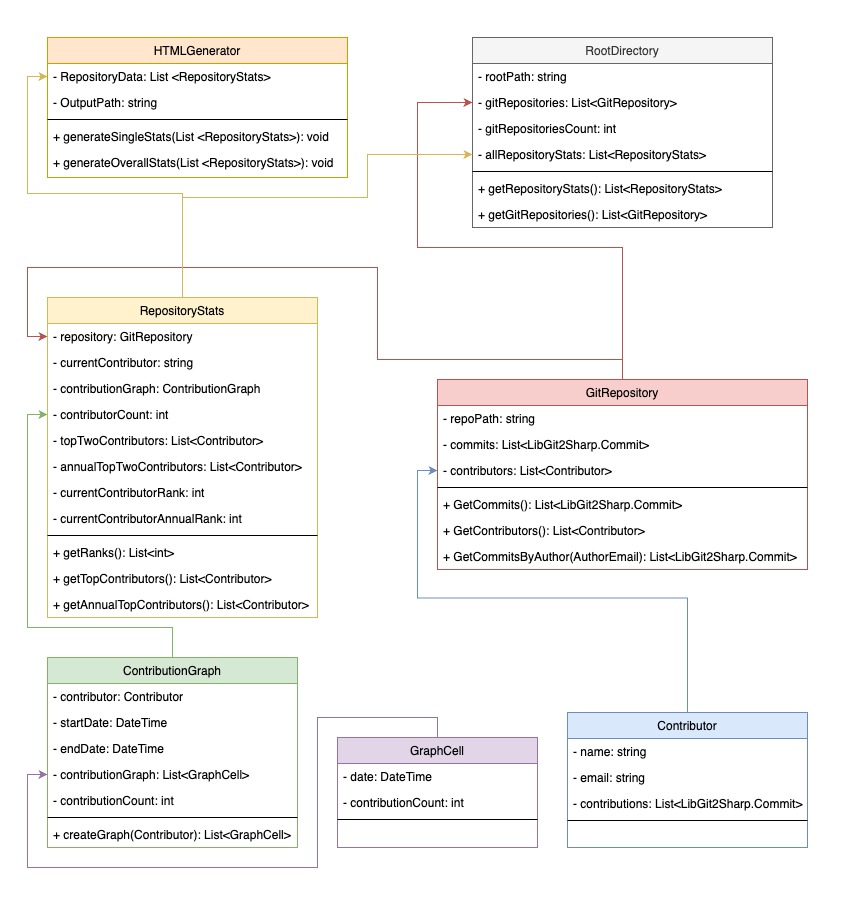 HTMLGenerator
- RepositoryData: List <RepositoryStats>
- OutputPath: string
+ generateSingleStats(List <RepositoryStats>): void
+ generateOverallStats(List <RepositoryStats>): void
RootDirectory
- rootPath: string
- gitRepositories: List<GitRepository>
- gitRepositoriesCount: int
- allRepositoryStats: List<RepositoryStats>
+ getRepositoryStats(): List<RepositoryStats>
+ getGitRepositories(): List<GitRepository>
RepositoryStats
- repository: GitRepository
- currentContributor: string
- contributionGraph: ContributionGraph
- contributorCount: int
- topTwoContributors: List<Contributor>
- annualTopTwoContributors: List<Contributor>
- currentContributorRank: int
- currentContributorAnnualRank: int
+ getRanks(): List<int>
+ getTopContributors(): List<Contributor>
+ getAnnualTopContributors(): List<Contributor>
GitRepository
- repoPath: string
- commits: List<LibGit2Sharp.Commit>
- contributors: List<Contributor>
+ GetCommits(): List<LibGit2Sharp.Commit>
+ GetContributors(): List<Contributor>
+ GetCommitsByAuthor(AuthorEmail): List<LibGit2Sharp.Commit>
ContributionGraph
- contributor: Contributor
- startDate: DateTime
- endDate: DateTime
- contributionGraph: List<GraphCell>
- contributionCount: int
+ createGraph(Contributor): List<GraphCell>
GraphCell
- date: DateTime
- contributionCount: int
Contributor
- name: string
- email: string
- contributions: List<LibGit2Sharp.Commit>